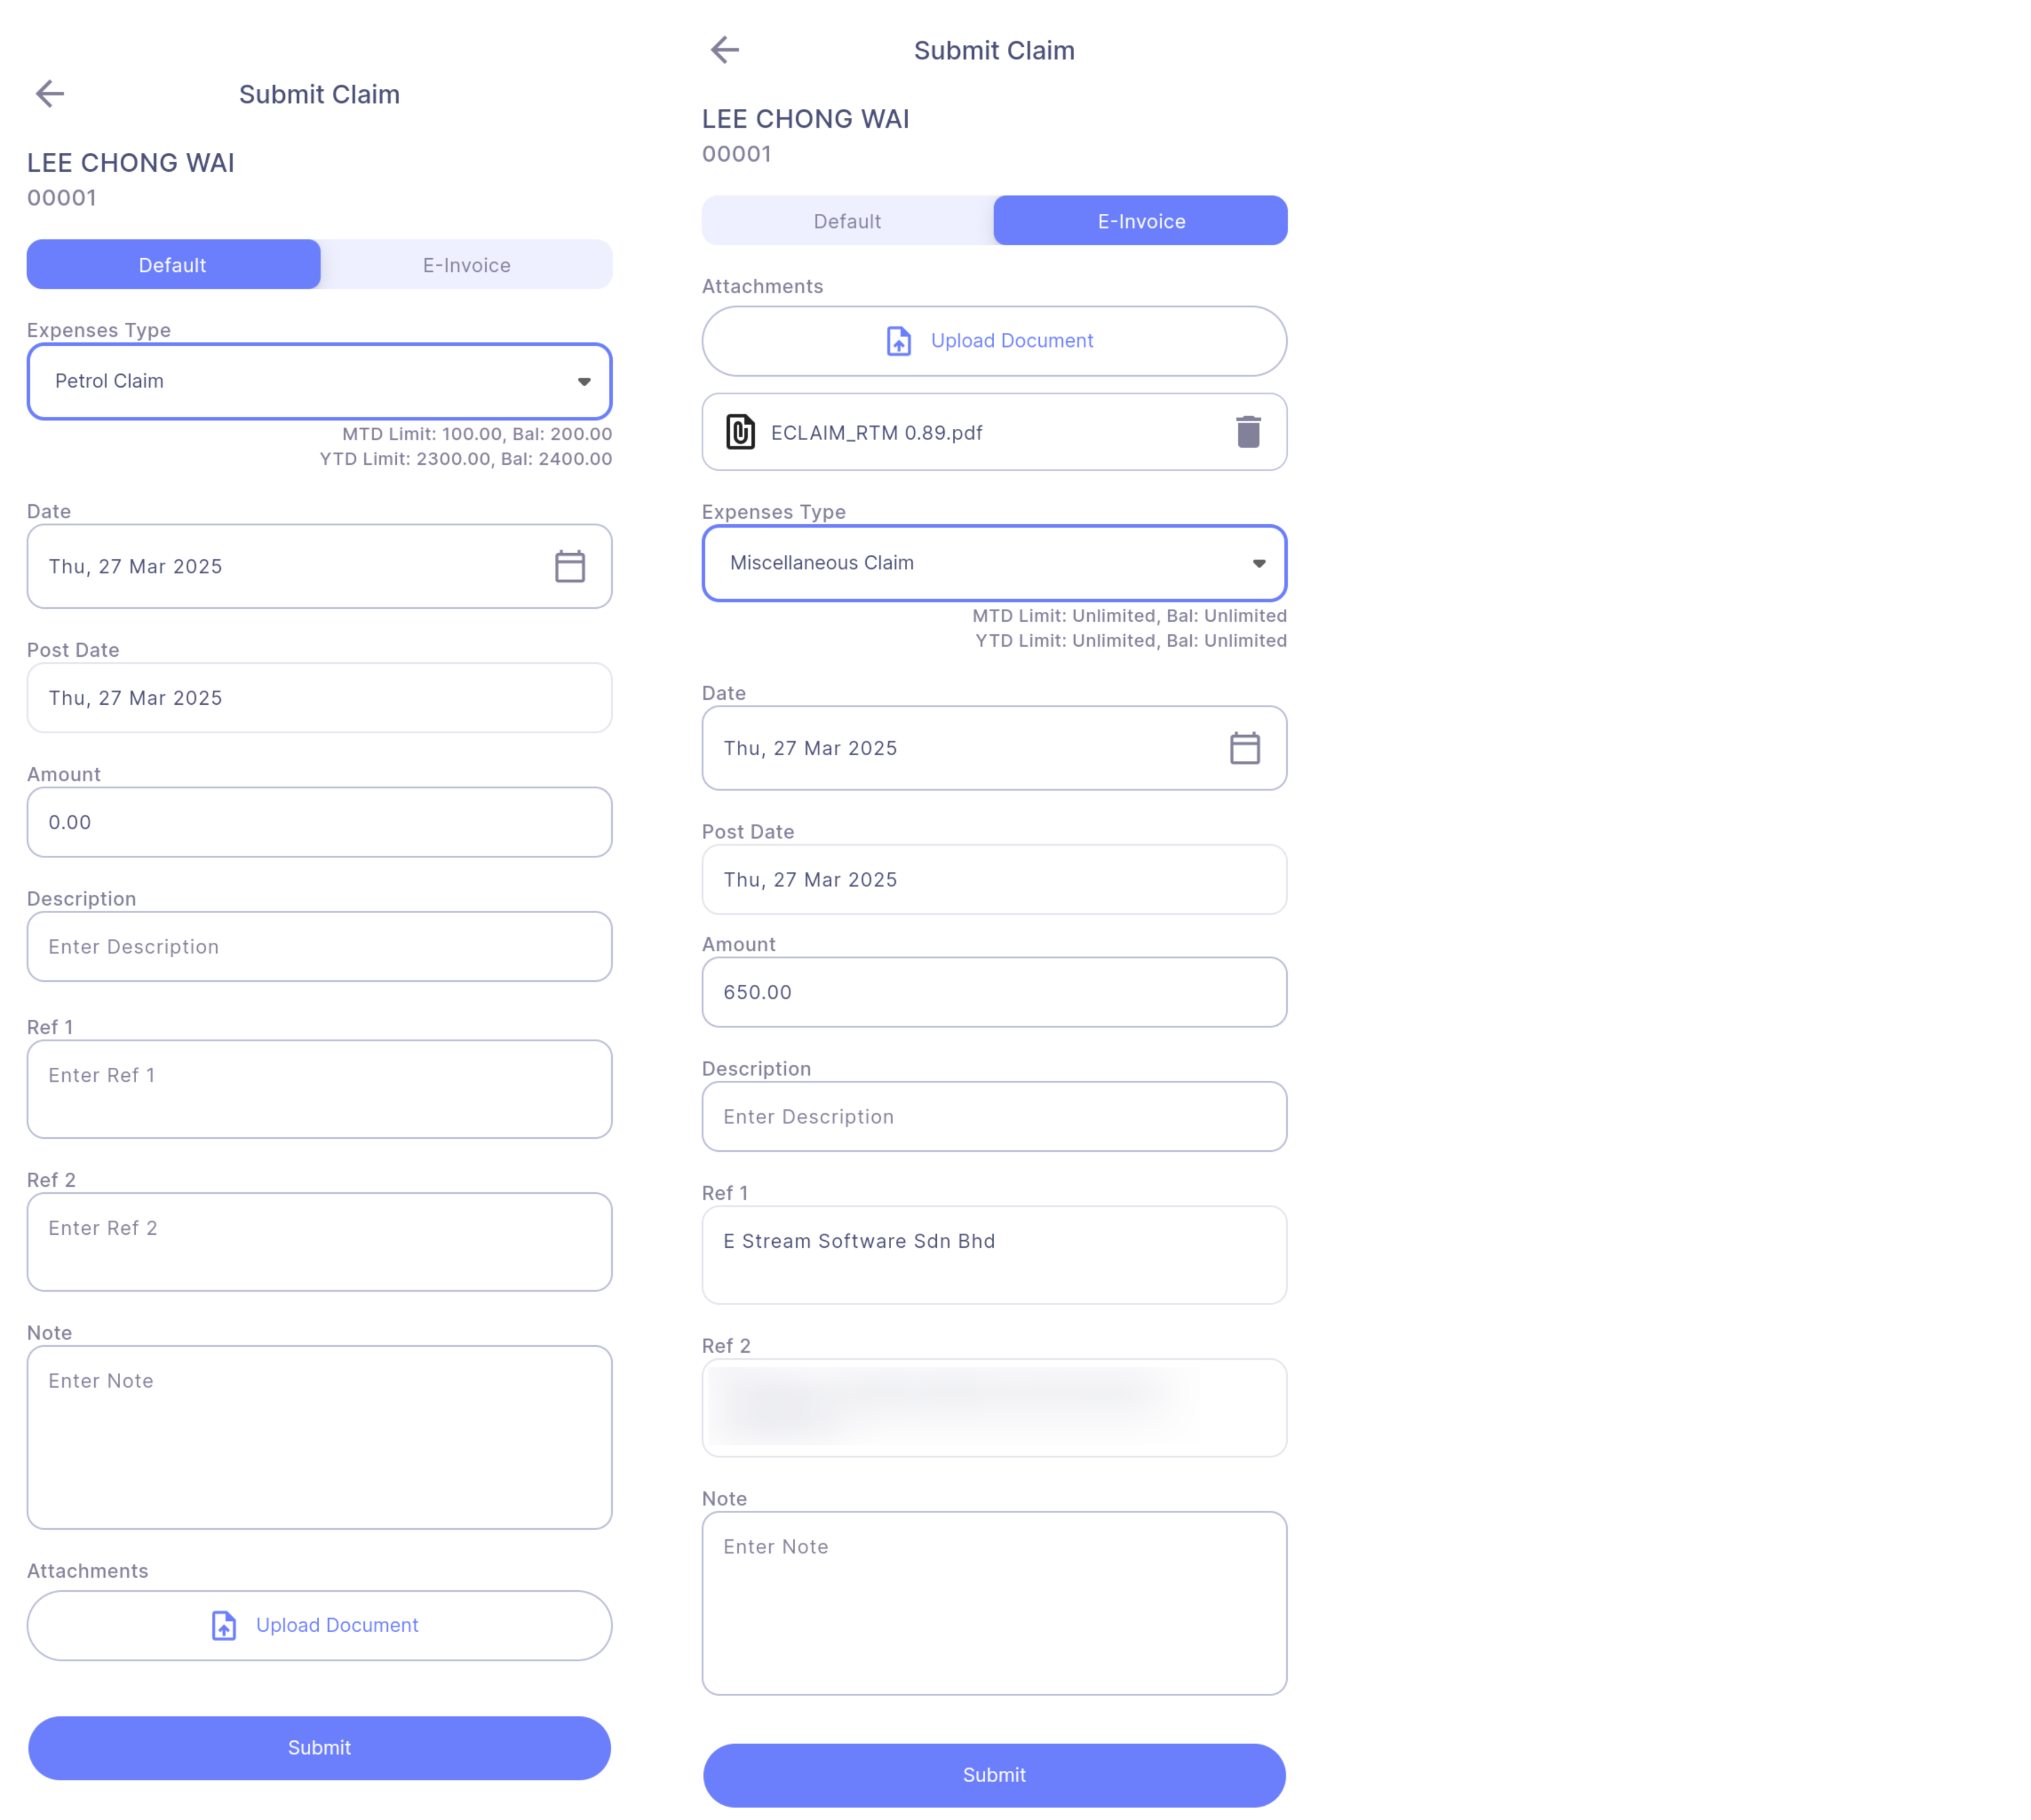 Submit Claim
LEE CHONG WAI
00001
Default
E-Invoice
Expenses Type
Petrol Claim
MTD Limit: 100.00, Bal: 200.00
YTD Limit: 2300.00, Bal: 2400.00
Date
Thu, 27 Mar 2025
Post Date
Thu, 27 Mar 2025
Amount
0.00
Description
Enter Description
Ref 1
Enter Ref 1
Ref 2
Enter Ref 2
Note
Enter Note
Attachments
Upload Document
Submit
Submit Claim
LEE CHONG WAI
00001
Default
E-Invoice
Attachments
Upload Document
ECLAIM_RTM 0.89.pdf
Expenses Type
Miscellaneous Claim
MTD Limit: Unlimited, Bal: Unlimited
YTD Limit: Unlimited, Bal: Unlimited
Date
Thu, 27 Mar 2025
Post Date
Thu, 27 Mar 2025
Amount
650.00
Description
Enter Description
Ref 1
E Stream Software Sdn Bhd
Ref 2
Note
Enter Note
Submit